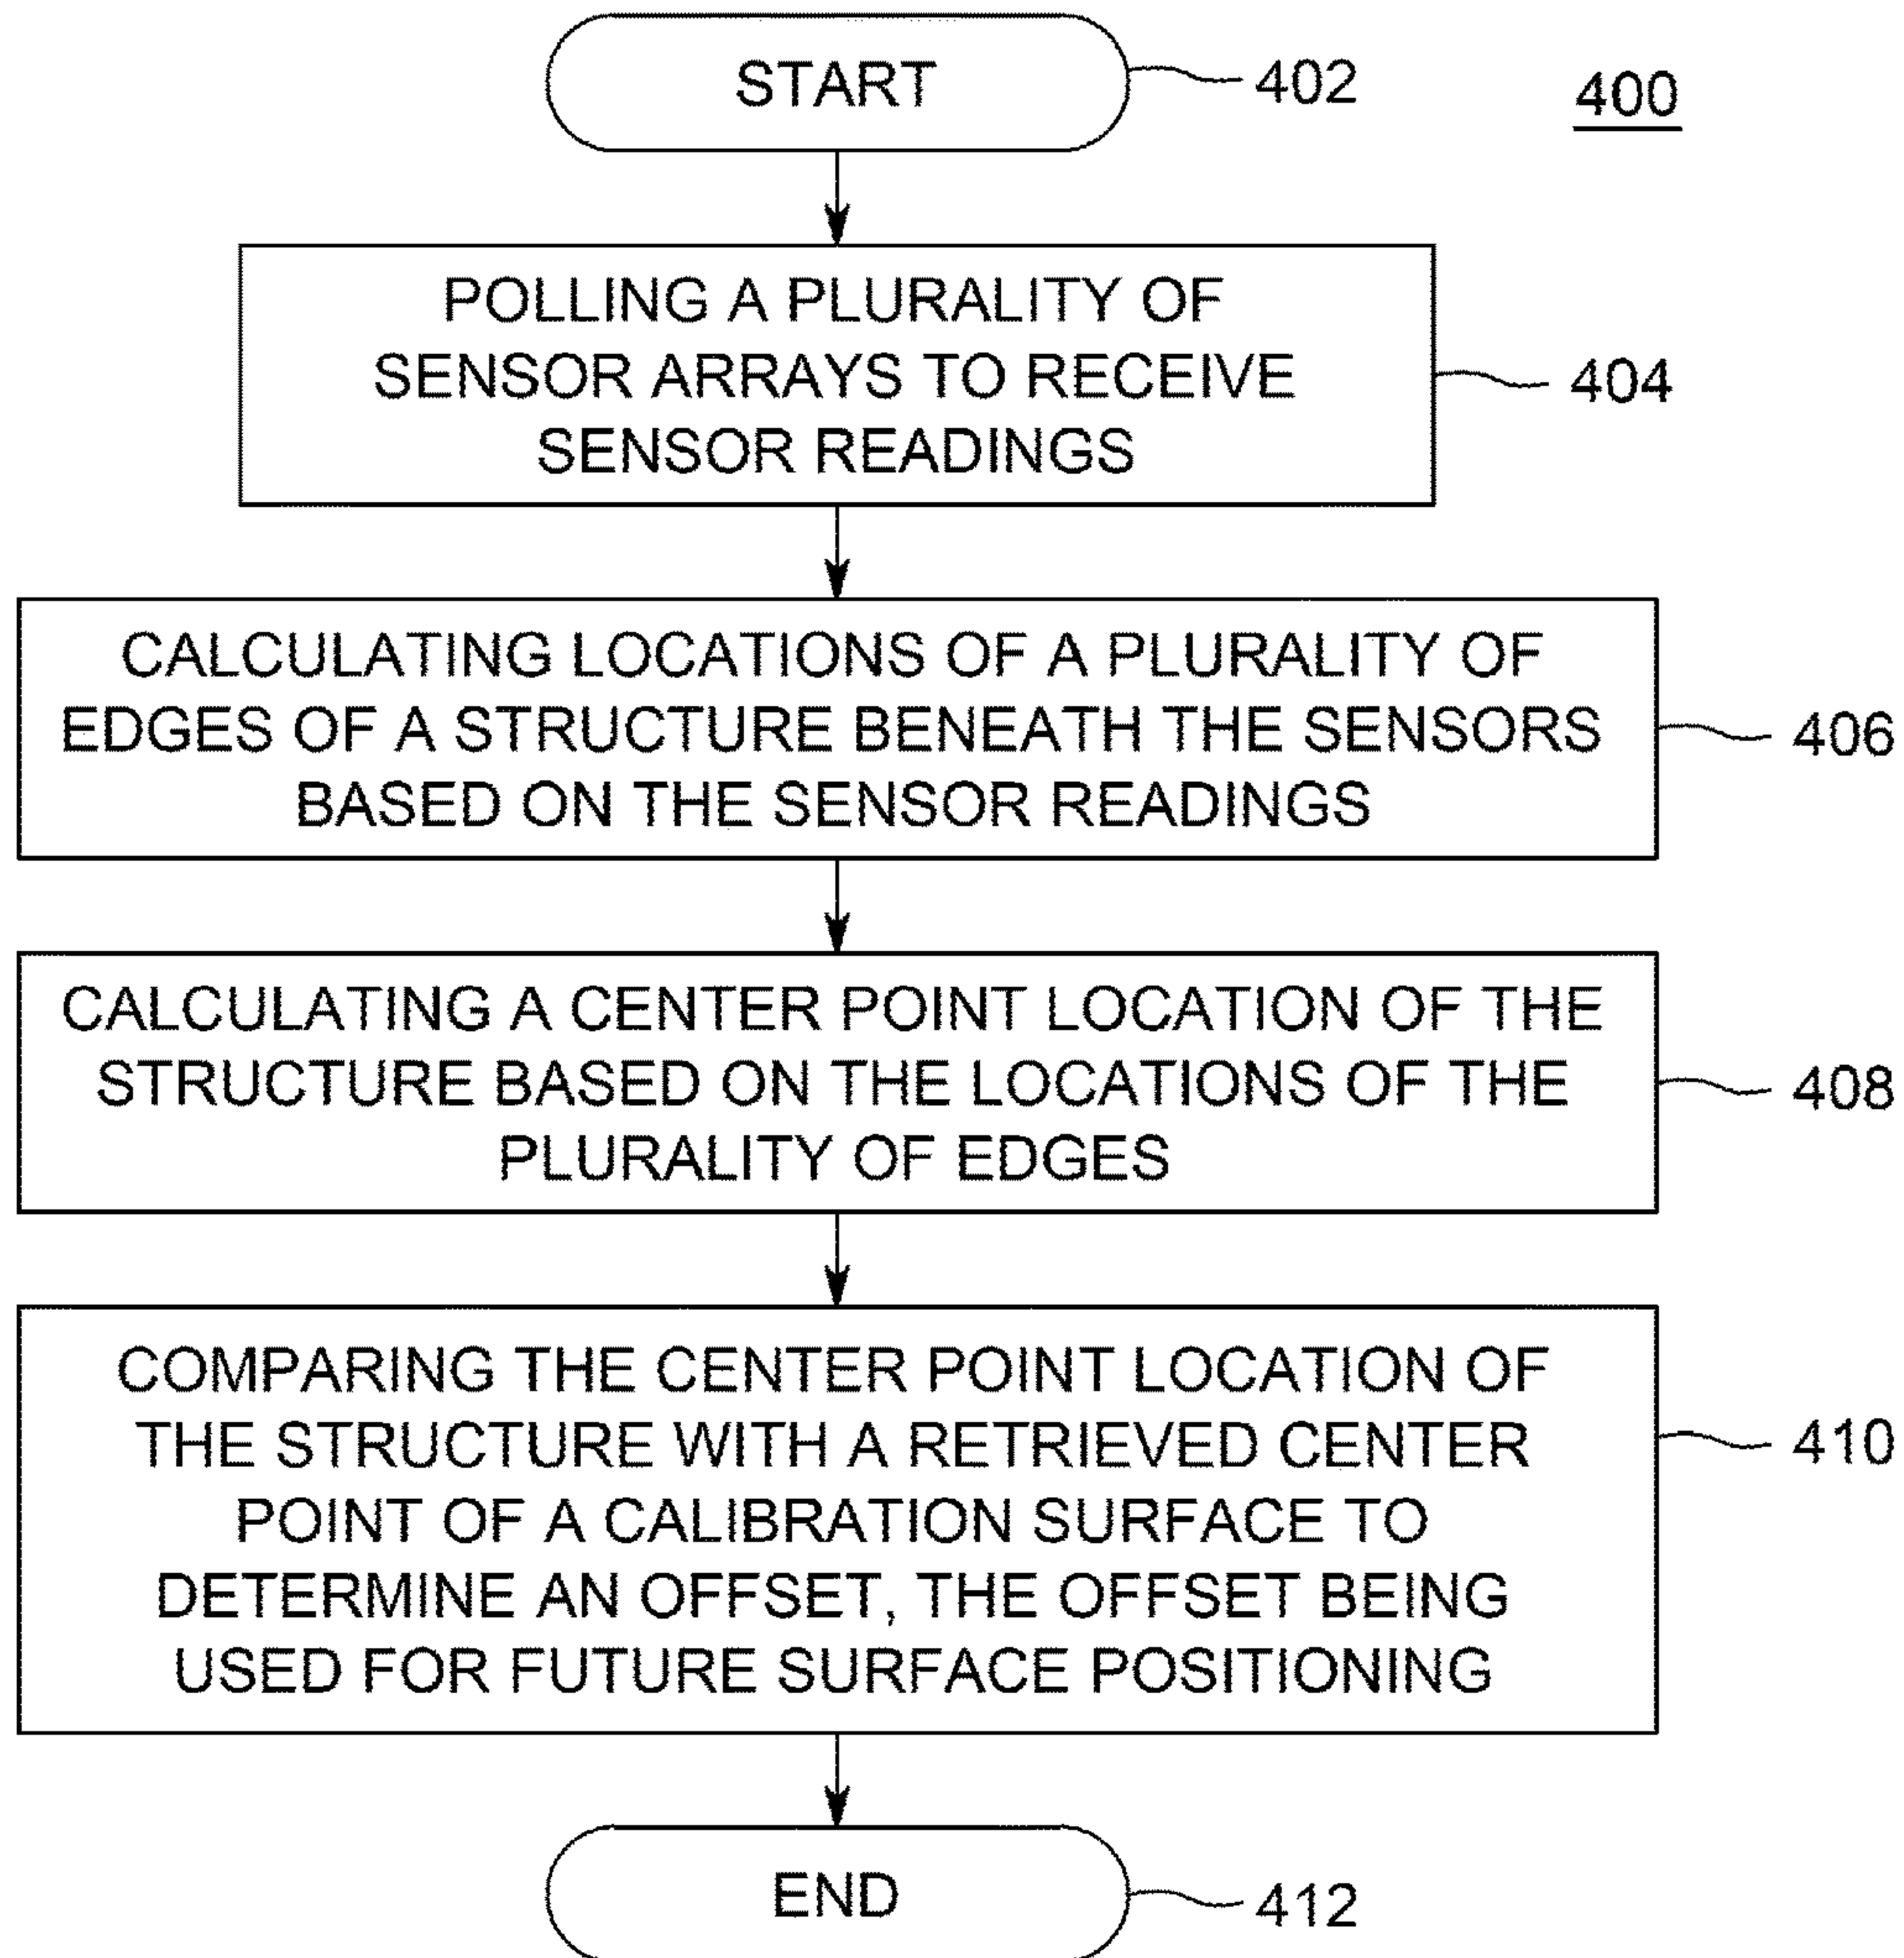 START
402
400
POLLING A PLURALITY OF
SENSOR ARRAYS TO RECEIVE
SENSOR READINGS
404
CALCULATING LOCATIONS OF A PLURALITY OF
EDGES OF A STRUCTURE BENEATH THE SENSORS
BASED ON THE SENSOR READINGS
406
CALCULATING A CENTER POINT LOCATION OF THE
STRUCTURE BASED ON THE LOCATIONS OF THE
PLURALITY OF EDGES
408
COMPARING THE CENTER POINT LOCATION OF
THE STRUCTURE WITH A RETRIEVED CENTER
POINT OF A CALIBRATION SURFACE TO
DETERMINE AN OFFSET, THE OFFSET BEING
USED FOR FUTURE SURFACE POSITIONING
410
END
412